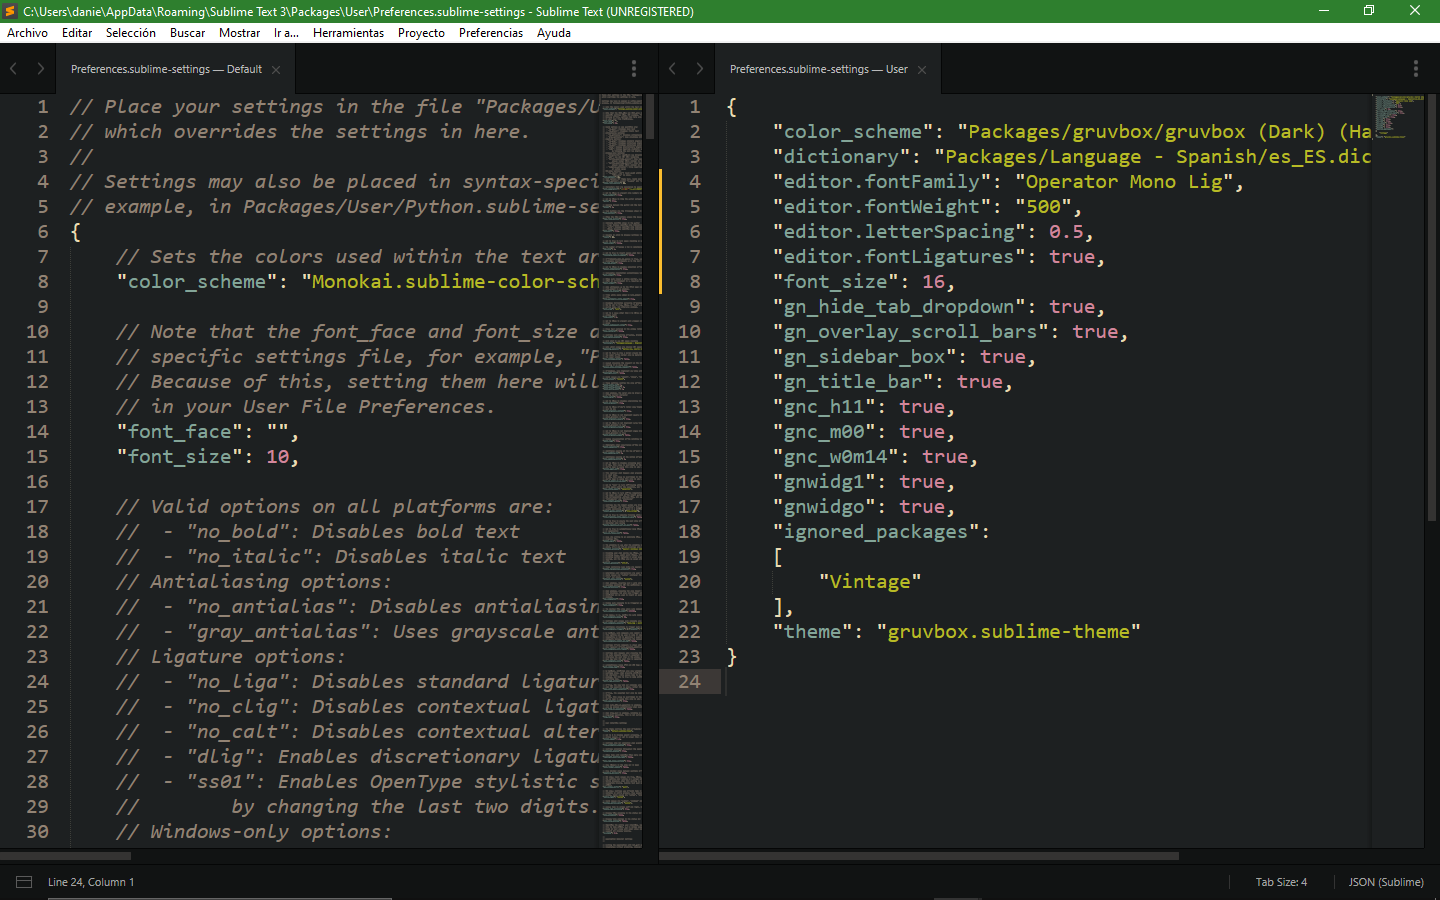 C:\Users\danie\AppData\Roaming\Sublime Text 3\Packages\User\Preferences.sublime-settings - Sublime Text (UNREGISTERED)
Archivo Editar Selección Buscar Mostrar Ir a... Herramientas Proyecto Preferencias Ayuda
Preferences.sublime-settings — Default
1 // Place your settings in the file "Packages/U
2 // which overrides the settings in here.
3 //
4 // Settings may also be placed in syntax-speci
5 // example, in Packages/User/Python.sublime-se
6 {
7 // Sets the colors used within the text ar
8 "color_scheme": "Monokai.sublime-color-sch
9
10 // Note that the font_face and font_size a
11 // specific settings file, for example, "P
12 // Because of this, setting them here will
13 // in your User File Preferences.
14 "font_face": "",
15 "font_size": 10,
16
17 // Valid options on all platforms are:
18 //  - "no_bold": Disables bold text
19 //  - "no_italic": Disables italic text
20 // Antialiasing options:
21 //  - "no_antialias": Disables antialiasin
22 //  - "gray_antialias": Uses grayscale ant
23 // Ligature options:
24 //  - "no_liga": Disables standard ligatur
25 //  - "no_clig": Disables contextual ligat
26 //  - "no_calt": Disables contextual alter
27 //  - "dlig": Enables discretionary ligatu
28 //  - "ss01": Enables OpenType stylistic s
29 //        by changing the last two digits.
30 // Windows-only options:
Preferences.sublime-settings — User
1 {
2 "color_scheme": "Packages/gruvbox/gruvbox (Dark) (Ha
3 "dictionary": "Packages/Language - Spanish/es_ES.dic
4 "editor.fontFamily": "Operator Mono Lig",
5 "editor.fontWeight": "500",
6 "editor.letterSpacing": 0.5,
7 "editor.fontLigatures": true,
8 "font_size": 16,
9 "gn_hide_tab_dropdown": true,
10 "gn_overlay_scroll_bars": true,
11 "gn_sidebar_box": true,
12 "gn_title_bar": true,
13 "gnc_h11": true,
14 "gnc_m00": true,
15 "gnc_w0m14": true,
16 "gnwidg1": true,
17 "gnwidgo": true,
18 "ignored_packages":
19 [
20 "Vintage"
21 ],
22 "theme": "gruvbox.sublime-theme"
23 }
24
Line 24, Column 1
Tab Size: 4
JSON (Sublime)